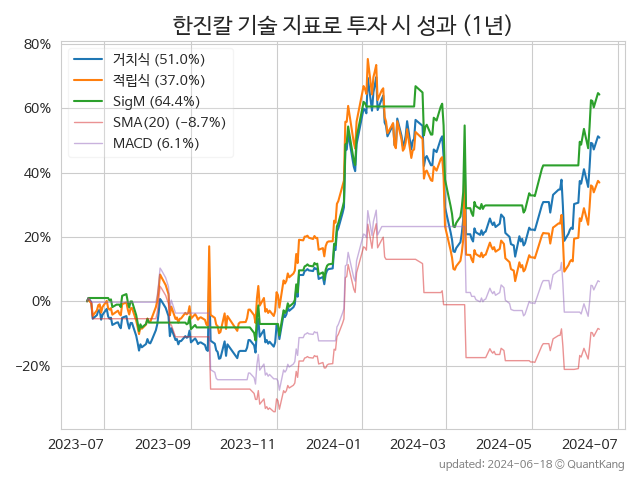 한진칼 기술 지표로 투자 시 성과 (1년)
80%
60%
40%
20%
0%
−20%
거치식 (51.0%)
적립식 (37.0%)
SigM (64.4%)
SMA(20) (−8.7%)
MACD (6.1%)
2023-07 2023-09 2023-11 2024-01 2024-03 2024-05 2024-07
updated: 2024-06-18 © QuantKang